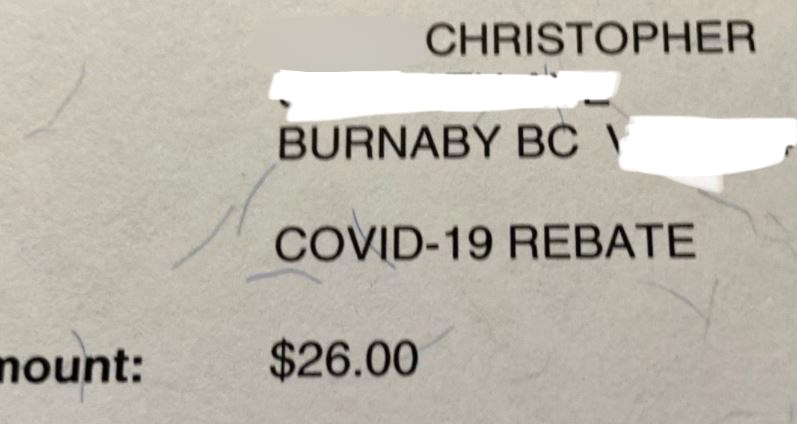 CHRISTOPHER
BURNABY BC V
COVID-19 REBATE
mount: $26.00